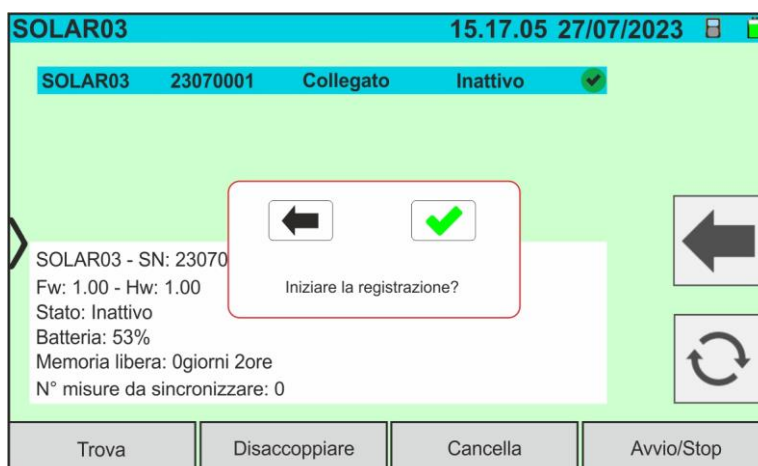 SOLAR03 15.17.05 27/07/2023
SOLAR03 23070001 Collegato Inattivo
Iniziare la registrazione?
SOLAR03 - SN: 23070
Fw: 1.00 - Hw: 1.00
Stato: Inattivo
Batteria: 53%
Memoria libera: 0giorni 2ore
N° misure da sincronizzare: 0
Trova Disaccoppiare Cancella Avvio/Stop